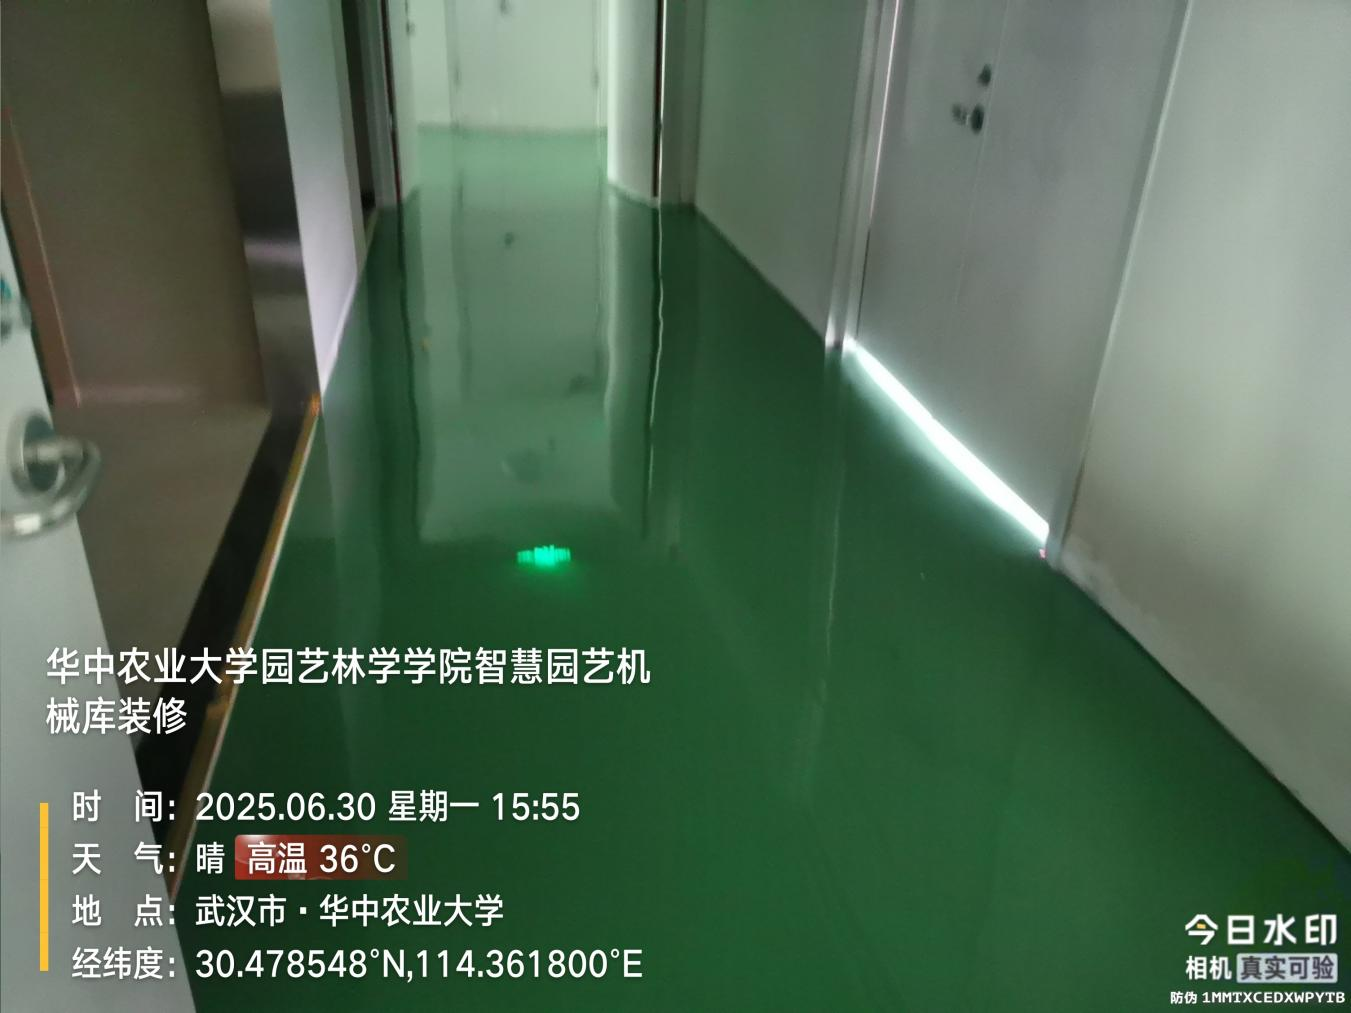 华中农业大学园艺林学学院智慧园艺机
械库装修
时 间：2025.06.30 星期一 15:55
天 气：晴 高温 36°C
地 点：武汉市·华中农业大学
经纬度：30.478548°N,114.361800°E
今日水印
相机 真实可验
防伪 1MMTXCEDXWPYTB